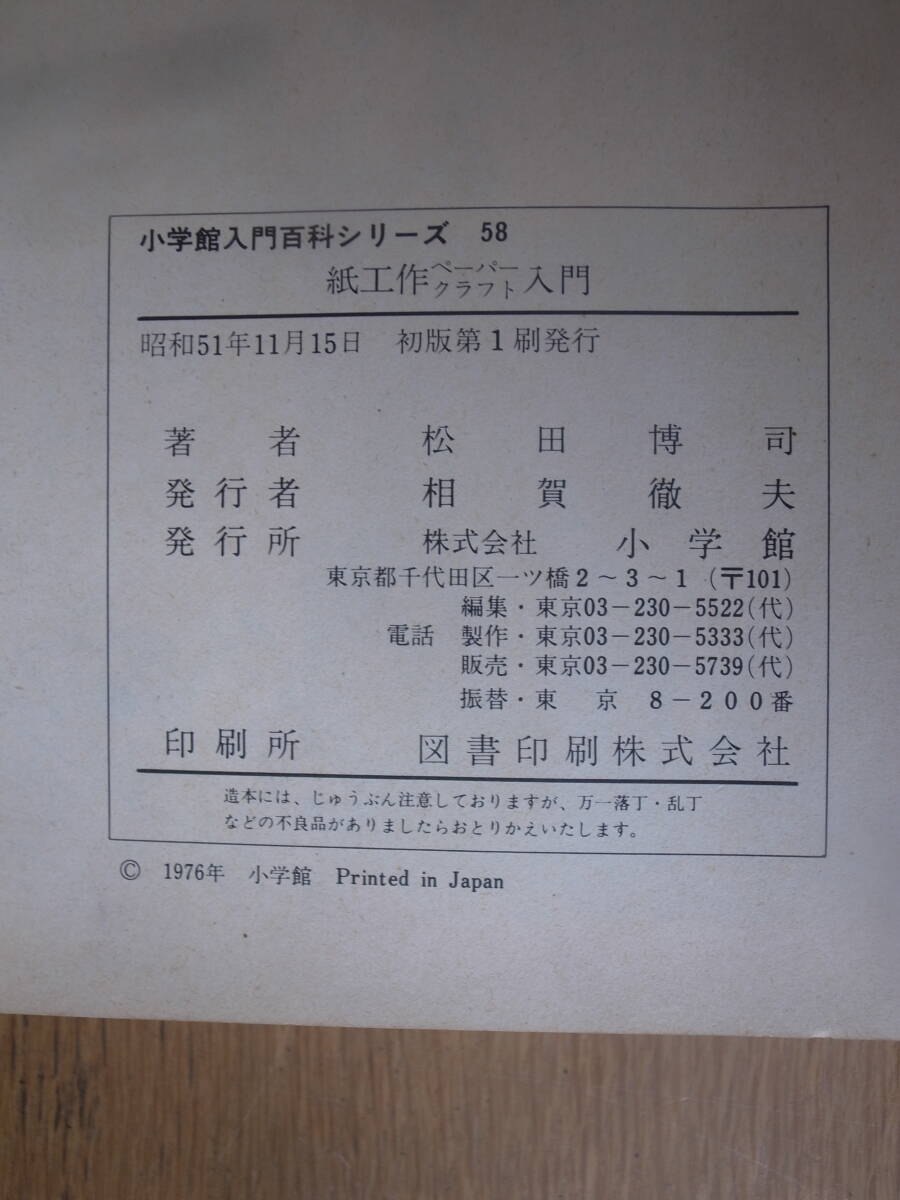 小学館入門百科シリーズ 58
紙工作ペーパークラフト入門
昭和51年11月15日 初版第1刷発行
著者 松田博司
発行者 相賀徹夫
発行所 株式会社 小学館
東京都千代田区一ツ橋2~3~1(〒101)
編集・東京03-230-5522(代)
電話 製作・東京03-230-5333(代)
販売・東京03-230-5739(代)
振替・東京 8-200番
印刷所 図書印刷株式会社
造本には、じゅうぶん注意しておりますが、万一落丁・乱丁
などの不良品がありましたらおとりかえいたします。
© 1976年 小学館 Printed in Japan